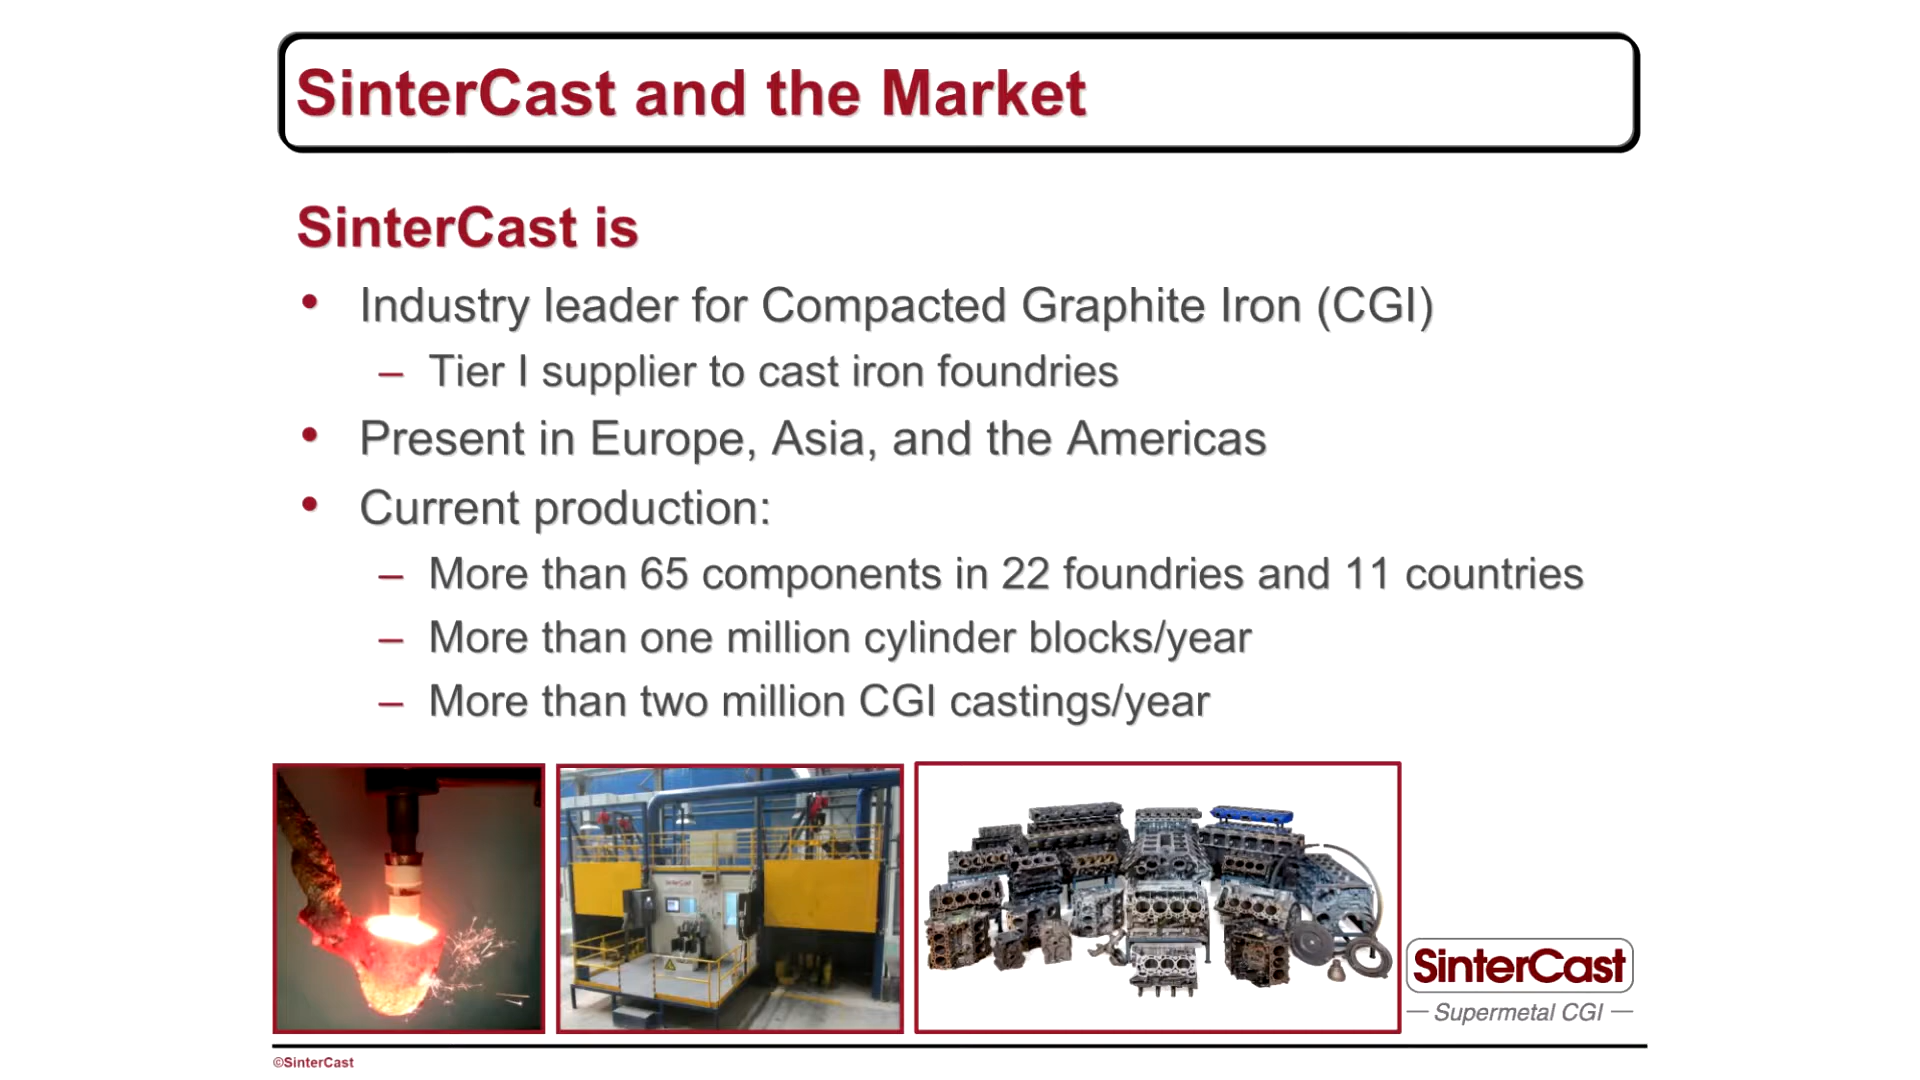 SinterCast and the Market
SinterCast is
• Industry leader for Compacted Graphite Iron (CGI)
– Tier I supplier to cast iron foundries
• Present in Europe, Asia, and the Americas
• Current production:
– More than 65 components in 22 foundries and 11 countries
– More than one million cylinder blocks/year
– More than two million CGI castings/year
SinterCast
SinterCast
— Supermetal CGI —
©SinterCast